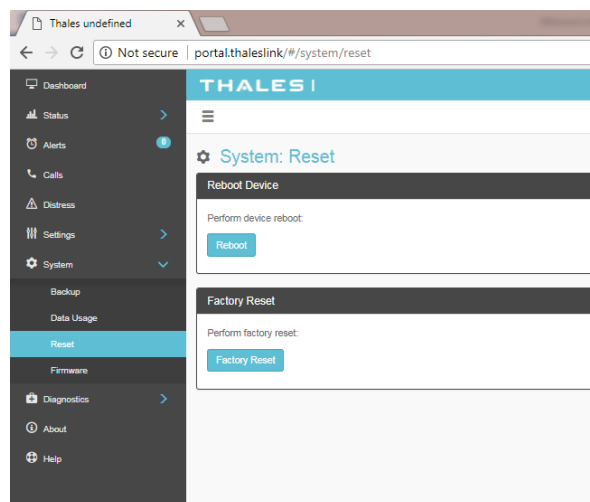 Thales undefined
Not secure portal.thaleslink/#/system/reset
THALES
Dashboard
Status
Alerts 0
Calls
Distress
Settings
System
Backup
Data Usage
Reset
Firmware
Diagnostics
About
Help
System: Reset
Reboot Device
Perform device reboot:
Reboot
Factory Reset
Perform factory reset:
Factory Reset